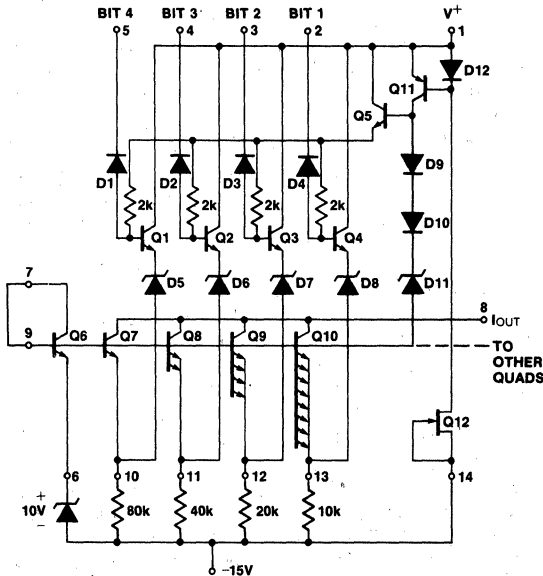 BIT 4 BIT 3 BIT 2 BIT 1 V+
5 4 3 2 1
D12
Q11
Q5
D9
D1 D2 D3 D4
2k 2k 2k 2k
D10
Q1 Q2 Q3 Q4
D5 D6 D7 D8 D11
7
8
IOUT
9 Q6 Q7 Q8 Q9 Q10
TO
OTHER
QUADS
Q12
6 10 11 12 13 14
+
10V
−
80k 40k 20k 10k
−15V